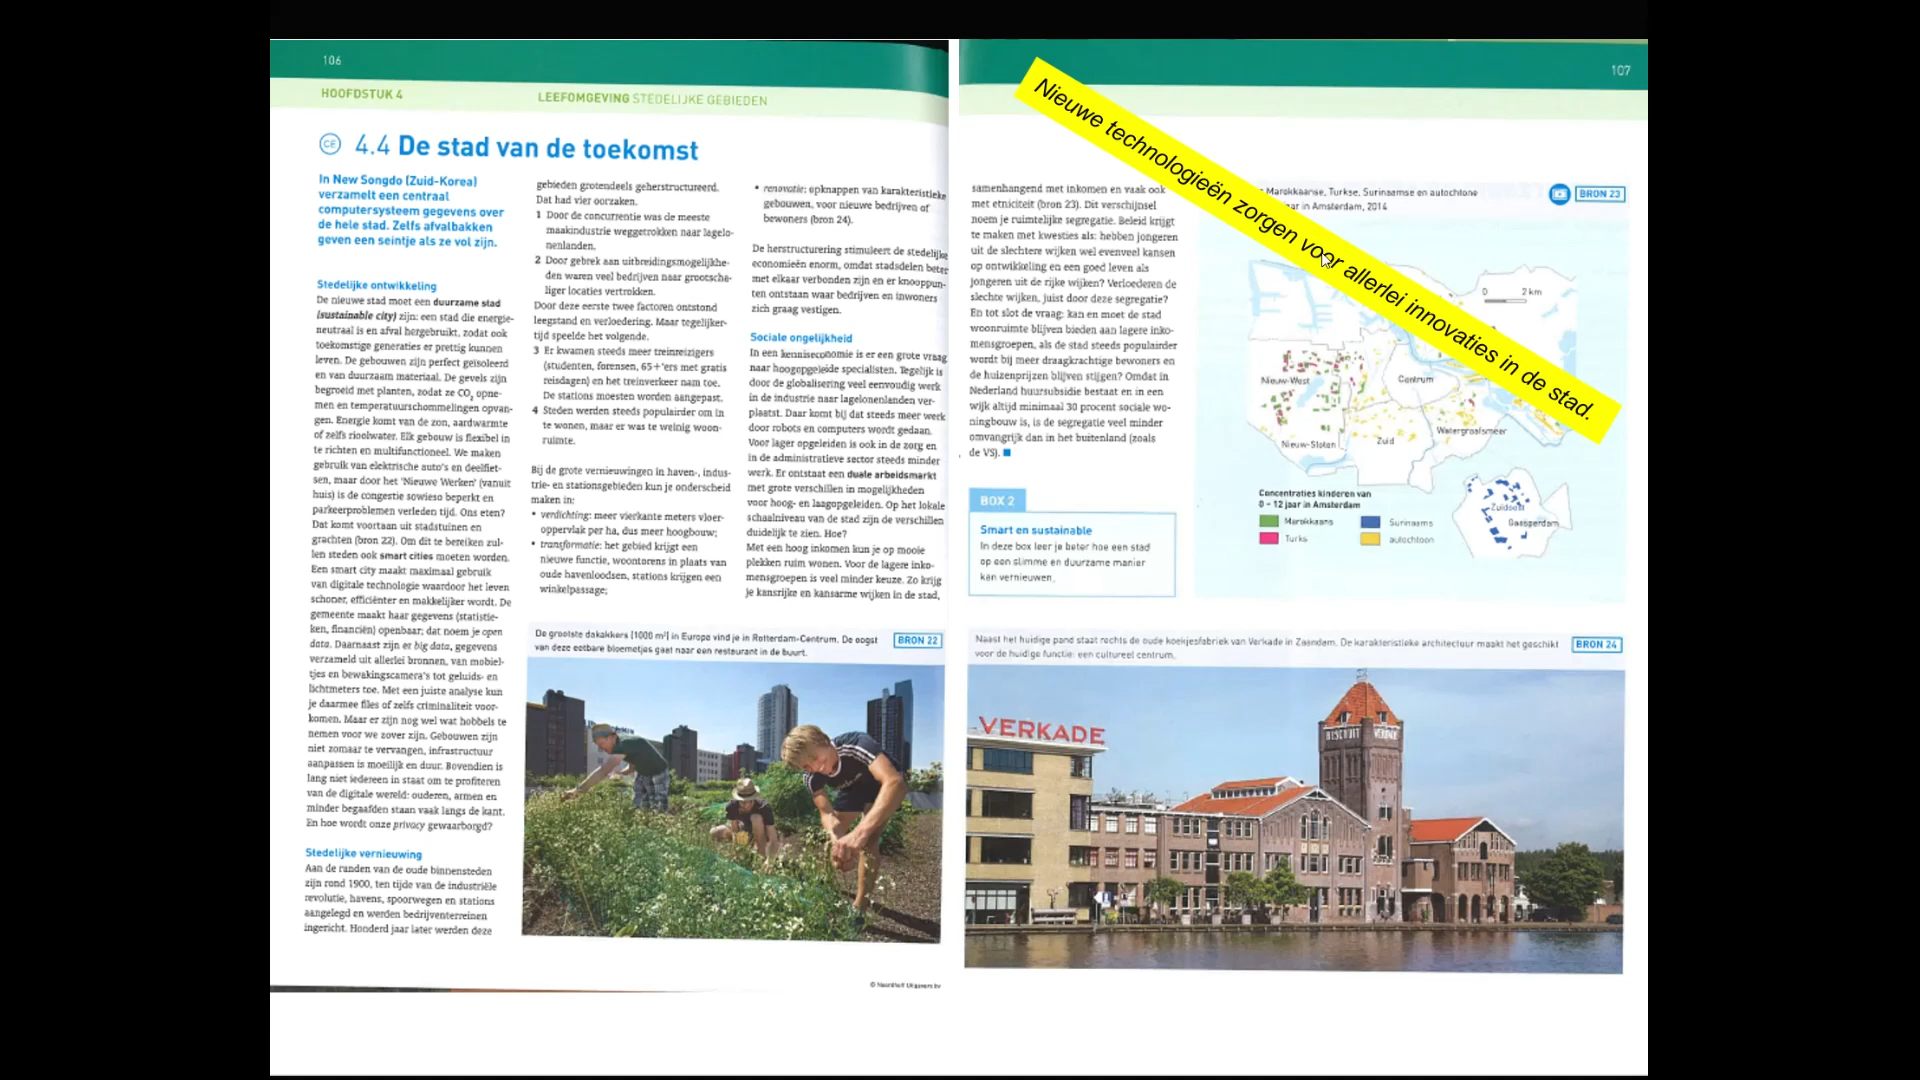 106
HOOFDSTUK 4
LEEFOMGEVING STEDELIJKE GEBIEDEN
CE 4.4 De stad van de toekomst
In New Songdo (Zuid-Korea)
verzamelt een centraal
computersysteem gegevens over
de hele stad. Zelfs afvalbakken
geven een seintje als ze vol zijn.
Stedelijke ontwikkeling
De nieuwe stad moet een duurzame stad
(sustainable city) zijn: een stad die energie-
neutraal is en afval hergebruikt, zodat ook
toekomstige generaties er prettig kunnen
leven. De gebouwen zijn perfect geïsoleerd
en van duurzaam materiaal. De gevels zijn
begroeid met planten, zodat ze CO2 opne-
men en temperatuurschommelingen opvan-
gen. Energie komt van de zon, aardwarmte
of zelfs rioolwater. Elk gebouw is flexibel in
te richten en multifunctioneel. We maken
gebruik van elektrische auto's en deelfiet-
sen, maar door het 'Nieuwe Werken' (vanuit
huis) is de congestie sowieso beperkt en
parkeerproblemen verleden tijd. Ons eten?
Dat komt voortaan uit stadstuinen en
grachten (bron 22). Om dit te bereiken zul-
len steden ook smart cities moeten worden.
Een smart city maakt maximaal gebruik
van digitale technologie waardoor het leven
schoner, efficiënter en makkelijker wordt. De
gemeente maakt haar gegevens (statistie-
ken, financiën) openbaar; dat noem je open
data. Daarnaast zijn er big data, gegevens
verzameld uit allerlei bronnen, van mobiel-
tjes en bewakingscamera's tot geluids- en
lichtmeters toe. Met een juiste analyse kun
je daarmee files of zelfs criminaliteit voor-
komen. Maar er zijn nog wel wat hobbels te
nemen voor we zover zijn. Gebouwen zijn
niet zomaar te vervangen, infrastructuur
aanpassen is moeilijk en duur. Bovendien is
lang niet iedereen in staat om te profiteren
van de digitale wereld: ouderen, armen en
minder begaafden staan vaak langs de kant.
En hoe wordt onze privacy gewaarborgd?
Stedelijke vernieuwing
Aan de randen van de oude binnensteden
zijn rond 1900, ten tijde van de industriële
revolutie, havens, spoorwegen en stations
aangelegd en werden bedrijventerreinen
ingericht. Honderd jaar later werden deze
gebieden grotendeels geherstructureerd.
Dat had vier oorzaken.
1 Door de concurrentie was de meeste
maakindustrie weggetrokken naar lagelo-
nenlanden.
2 Door gebrek aan uitbreidingsmogelijkhe-
den waren veel bedrijven naar grootscha-
liger locaties vertrokken.
Door deze eerste twee factoren ontstond
leegstand en verloedering. Maar tegelijker-
tijd speelde het volgende.
3 Er kwamen steeds meer treinreizigers
(studenten, forensen, 65+'ers met gratis
reisdagen) en het treinverkeer nam toe.
De stations moesten worden aangepast.
4 Steden werden steeds populairder om in
te wonen, maar er was te weinig woon-
ruimte.
Bij de grote vernieuwingen in haven-, indus-
trie- en stationsgebieden kun je onderscheid
maken in:
• verdichting: meer vierkante meters vloer-
oppervlak per ha, dus meer hoogbouw;
• transformatie: het gebied krijgt een
nieuwe functie, woontorens in plaats van
oude havenloodsen, stations krijgen een
winkelpassage;
• renovatie: opknappen van karakteristieke
gebouwen, voor nieuwe bedrijven of
bewoners (bron 24).
De herstructurering stimuleert de stedelijke
economieën enorm, omdat stadsdelen beter
met elkaar verbonden zijn en er knooppun-
ten ontstaan waar bedrijven en inwoners
zich graag vestigen.
Sociale ongelijkheid
In een kenniseconomie is er een grote vraag
naar hoogopgeleide specialisten. Tegelijk is
door de globalisering veel eenvoudig werk
in de industrie naar lagelonenlanden ver-
plaatst. Daar komt bij dat steeds meer werk
door robots en computers wordt gedaan.
Voor lager opgeleiden is ook in de zorg en
in de administratieve sector steeds minder
werk. Er ontstaat een duale arbeidsmarkt
met grote verschillen in mogelijkheden
voor hoog- en laagopgeleiden. Op het lokale
schaalniveau van de stad zijn de verschillen
duidelijk te zien. Hoe?
Met een hoog inkomen kun je op mooie
plekken ruim wonen. Voor de lagere inko-
mensgroepen is veel minder keuze. Zo krijg
je kansrijke en kansarme wijken in de stad,
De grootste dakakkers (1000 m²) in Europa vind je in Rotterdam-Centrum. De oogst
van deze eetbare bloemetjes gaat naar een restaurant in de buurt.
BRON 22
© Noordhoff Uitgevers bv
107
Nieuwe technologieën zorgen voor allerlei innovaties in de stad.
samenhangend met inkomen en vaak ook
met etniciteit (bron 23). Dit verschijnsel
noem je ruimtelijke segregatie. Beleid krijgt
te maken met kwesties als: hebben jongeren
uit de slechtere wijken wel evenveel kansen
op ontwikkeling en een goed leven als
jongeren uit de rijke wijken? Verloederen de
slechte wijken, juist door deze segregatie?
En tot slot de vraag: kan en moet de stad
woonruimte blijven bieden aan lagere inko-
mensgroepen, als de stad steeds populairder
wordt bij meer draagkrachtige bewoners en
de huizenprijzen blijven stijgen? Omdat in
Nederland huursubsidie bestaat en in een
wijk altijd minimaal 30 procent sociale wo-
ningbouw is, is de segregatie veel minder
omvangrijk dan in het buitenland (zoals
de VS).
BOX 2
Smart en sustainable
In deze box leer je beter hoe een stad
op een slimme en duurzame manier
kan vernieuwen.
Marokkaanse, Turkse, Surinaamse en autochtone
jaar in Amsterdam, 2014
BRON 23
0 2 km
Nieuw-West
Centrum
Nieuw-Sloten
Zuid
Watergraafsmeer
Zuidoost
Gaasperdam
Concentraties kinderen van
0 - 12 jaar in Amsterdam
Marokkaans
Surinaams
Turks
autochtoon
Naast het huidige pand staat rechts de oude koekjesfabriek van Verkade in Zaandam. De karakteristieke architectuur maakt het geschikt
voor de huidige functie: een cultureel centrum.
BRON 24
VERKADE
BISCUIT VERKADE